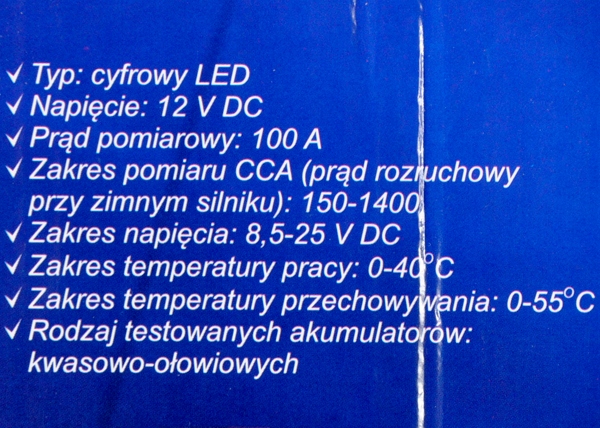 ✓ Typ: cyfrowy LED
✓ Napięcie: 12 V DC
✓ Prąd pomiarowy: 100 A
✓ Zakres pomiaru CCA (prąd rozruchowy
przy zimnym silniku): 150-1400
✓ Zakres napięcia: 8,5-25 V DC
✓ Zakres temperatury pracy: 0-40°C
✓ Zakres temperatury przechowywania: 0-55°C
✓ Rodzaj testowanych akumulatorów:
kwasowo-ołowiowych